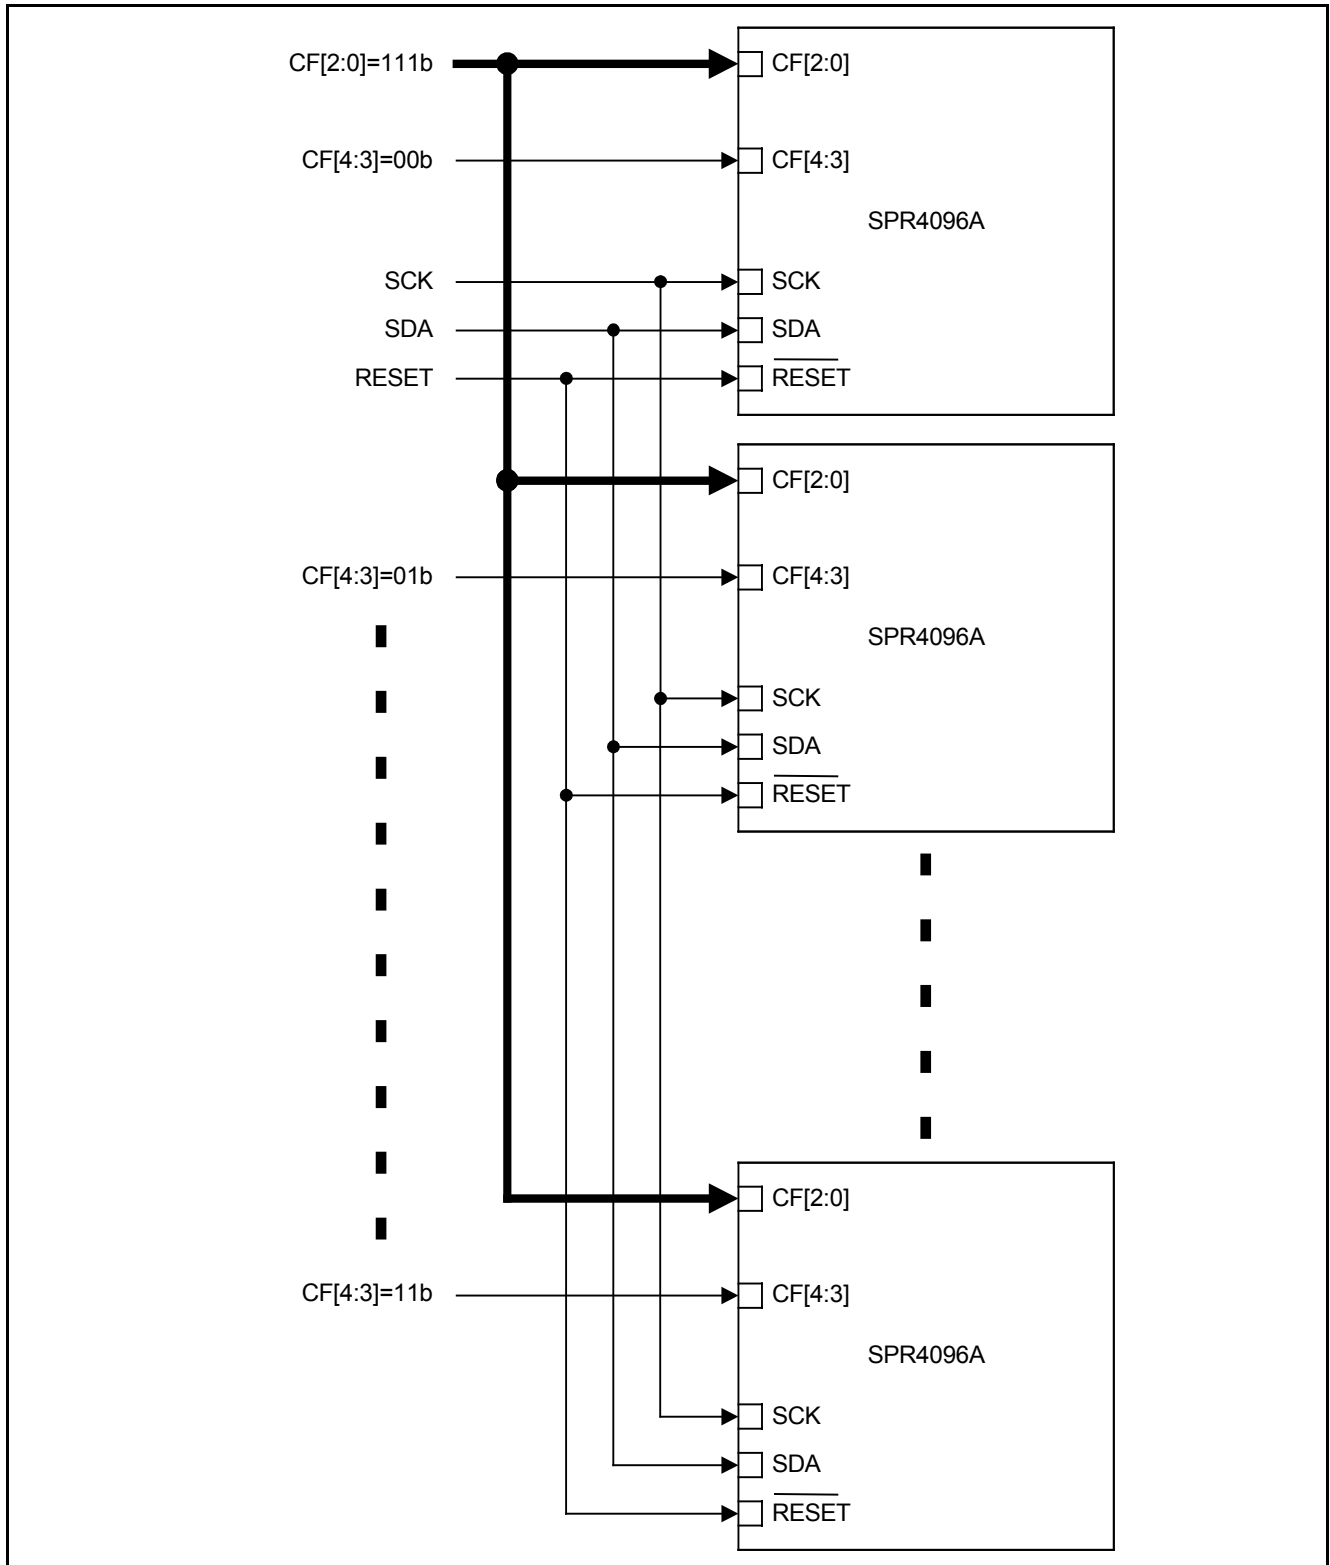 CF[2:0]=111b CF[2:0]
CF[4:3]=00b CF[4:3]
SPR4096A
SCK SCK
SDA SDA
RESET RESET
CF[2:0]
CF[4:3]=01b CF[4:3]
SPR4096A
SCK
SDA
RESET
CF[2:0]
CF[4:3]=11b CF[4:3]
SPR4096A
SCK
SDA
RESET